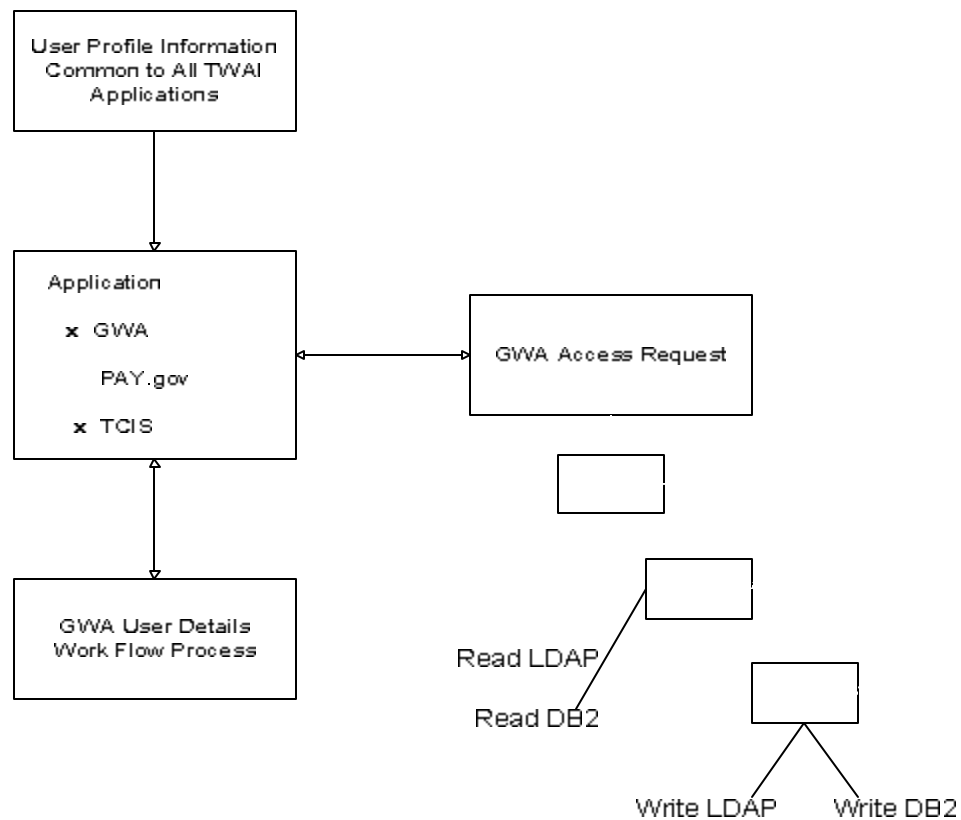 User Profile Information
Common to All TWAI
Applications
Application
x GWA
PAY.gov
x TCIS
GWA Access Request
GWA User Details
Work Flow Process
Read LDAP
Read DB2
Write LDAP
Write DB2